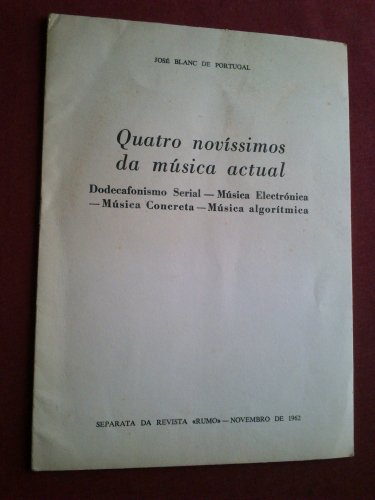 JOSÉ BLANC DE PORTUGAL
Quatro novíssimos
da música actual
Dodecafonismo Serial — Música Electrónica
— Música Concreta — Música algorítmica
SEPARATA DA REVISTA «RUMO» — NOVEMBRO DE 1962